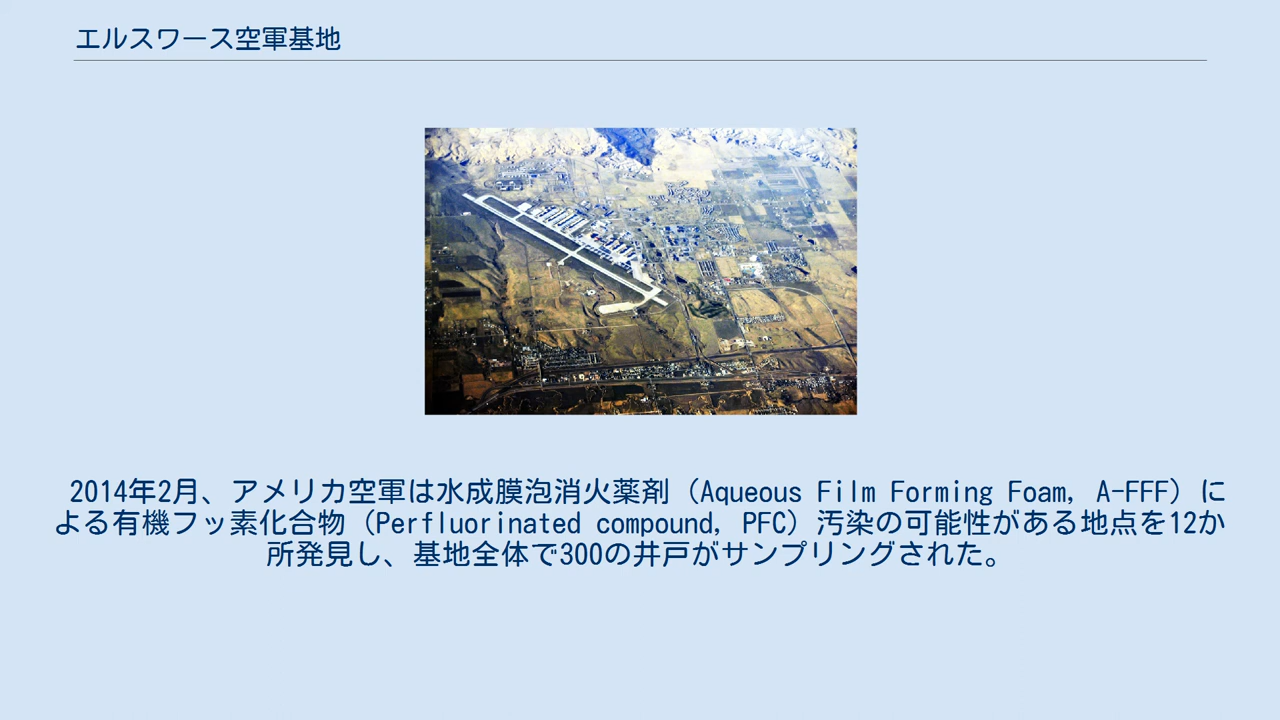 エルスワース空軍基地
2014年2月、アメリカ空軍は水成膜泡消火薬剤（Aqueous Film Forming Foam, A-FFF）に
よる有機フッ素化合物（Perfluorinated compound, PFC）汚染の可能性がある地点を12か
所発見し、基地全体で300の井戸がサンプリングされた。